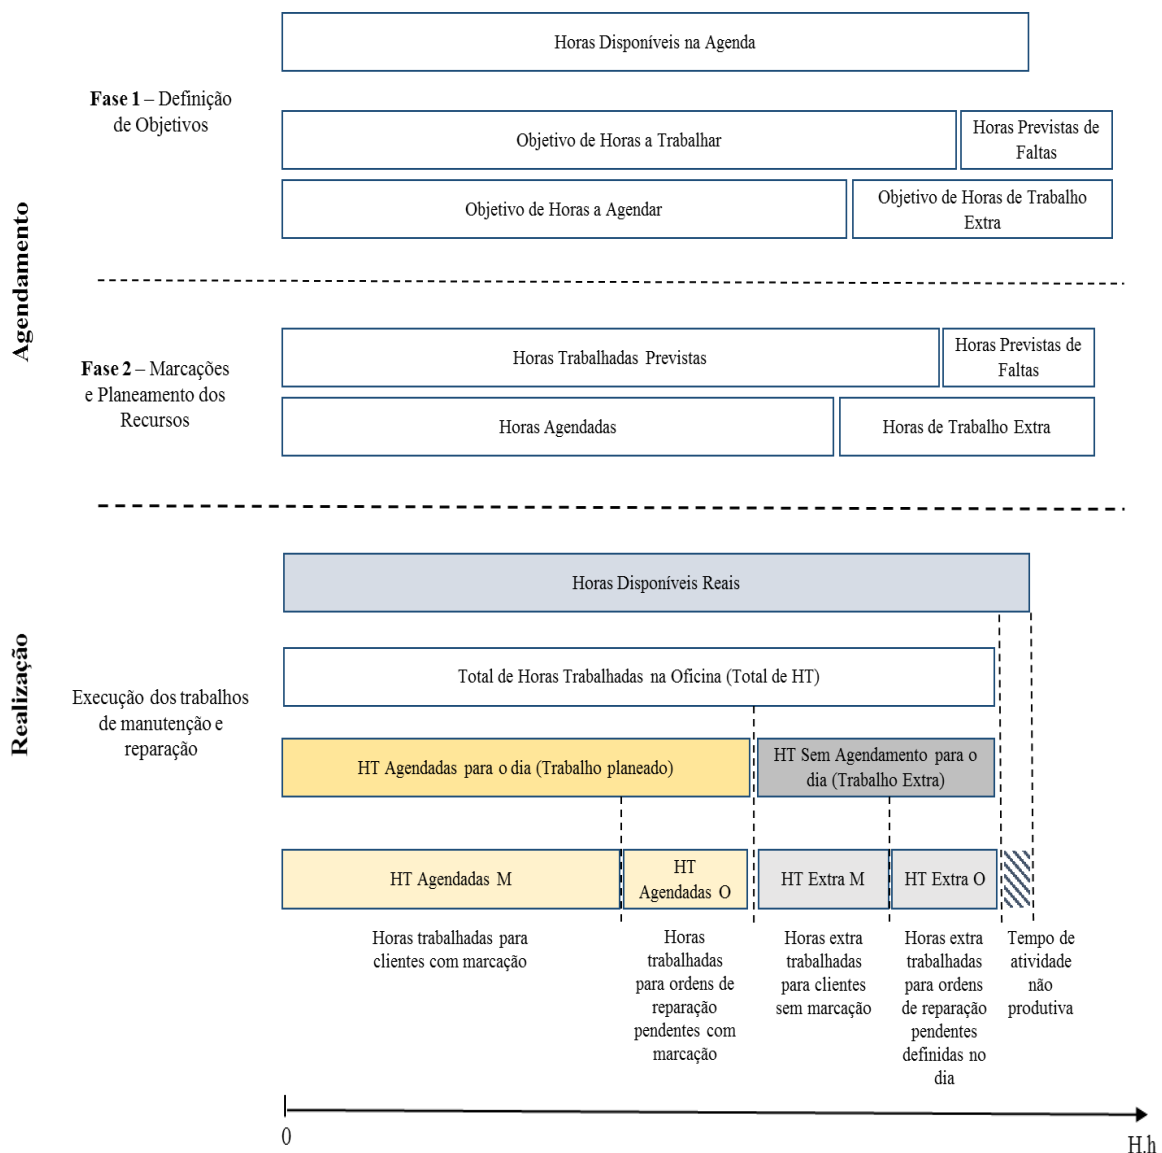 Agendamento
Fase 1 – Definição
de Objetivos
Horas Disponíveis na Agenda
Objetivo de Horas a Trabalhar
Horas Previstas de
Faltas
Objetivo de Horas a Agendar
Objetivo de Horas de Trabalho
Extra
Fase 2 – Marcações
e Planeamento dos
Recursos
Horas Trabalhadas Previstas
Horas Previstas de
Faltas
Horas Agendadas
Horas de Trabalho Extra
Realização
Execução dos trabalhos
de manutenção e
reparação
Horas Disponíveis Reais
Total de Horas Trabalhadas na Oficina (Total de HT)
HT Agendadas para o dia (Trabalho planeado)
HT Sem Agendamento para o
dia (Trabalho Extra)
HT Agendadas M
HT
Agendadas O
HT Extra M
HT Extra O
Horas trabalhadas para
clientes com marcação
Horas
trabalhadas
para ordens de
reparação
pendentes com
marcação
Horas extra
trabalhadas
para clientes
sem marcação
Horas extra
trabalhadas
para ordens
de reparação
pendentes
definidas no
dia
Tempo de
atividade
não
produtiva
0
H.h